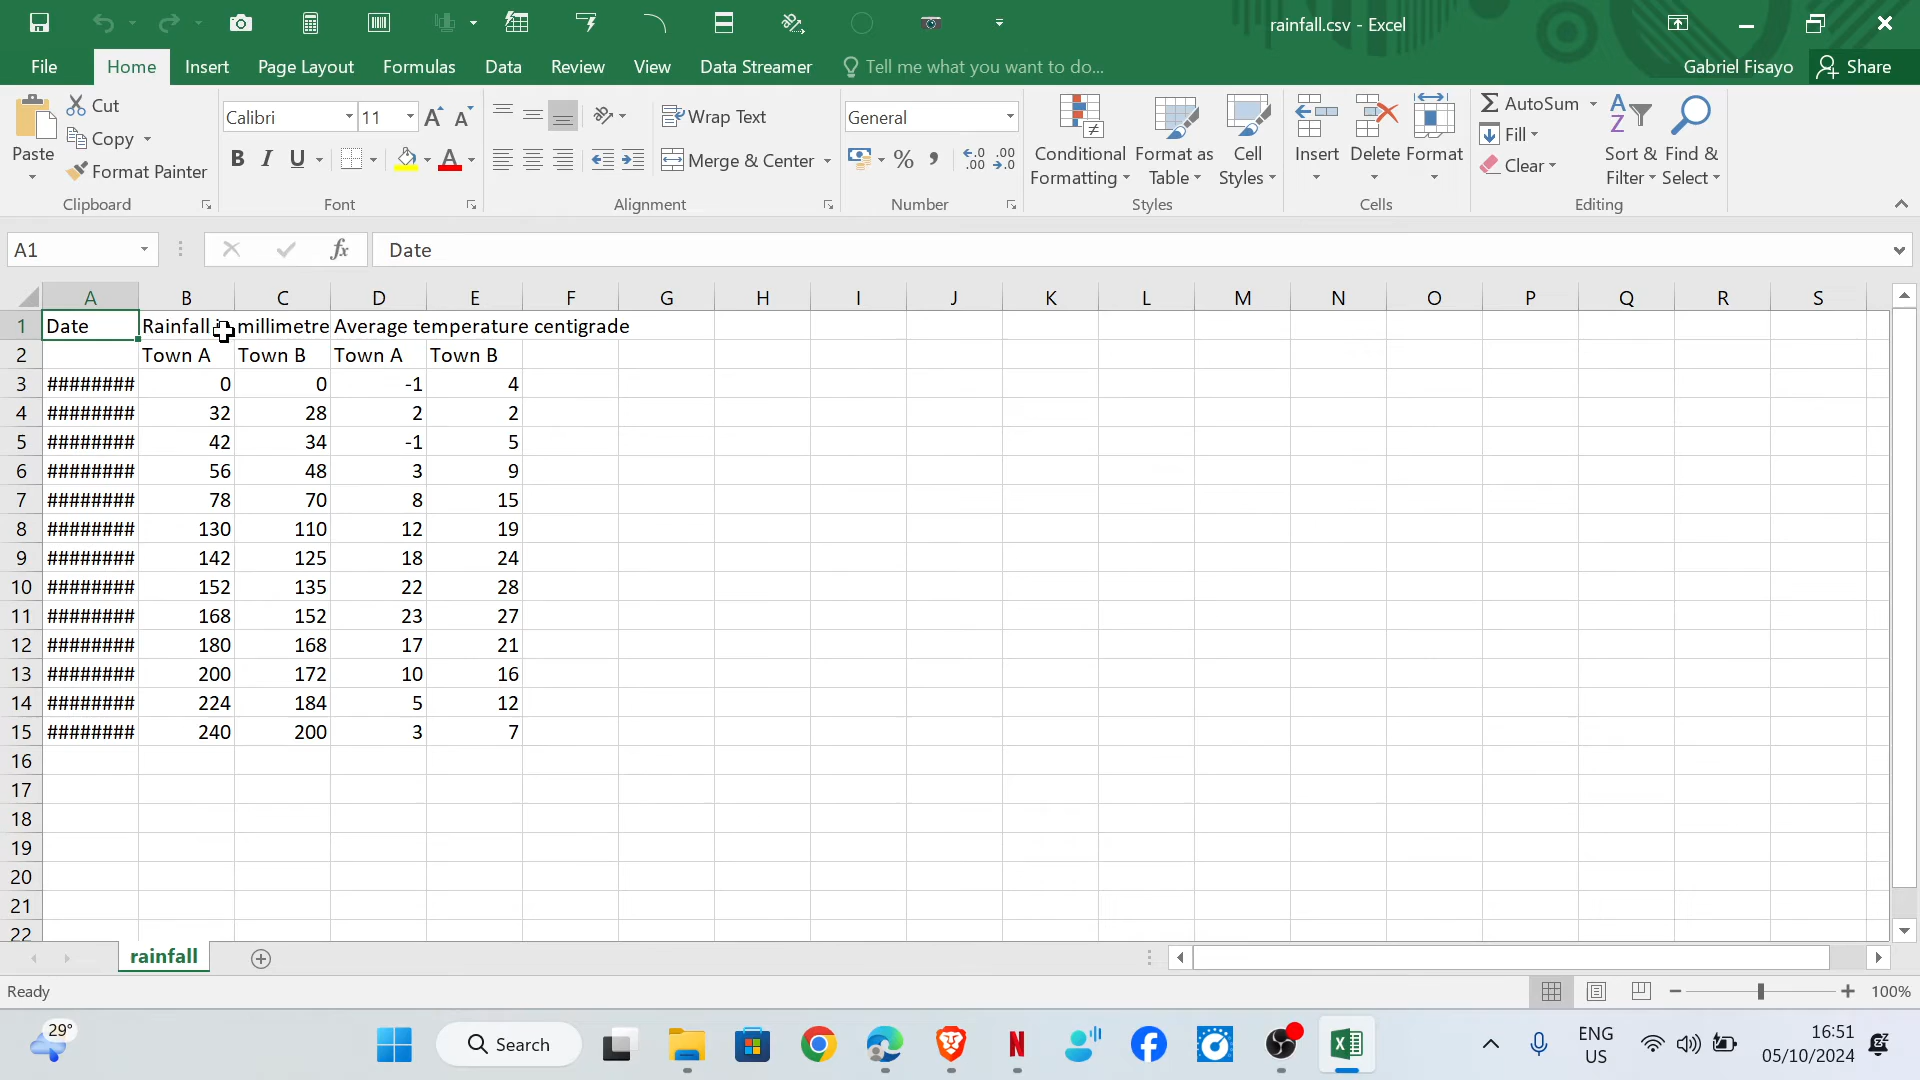 rainfall.csv - Excel
File Home Insert Page Layout Formulas Data Review View Data Streamer Tell me what you want to do... Gabriel Fisayo Share
Paste Cut Copy Format Painter
Clipboard
Calibri 11
B I U A
Font
Wrap Text
Merge & Center
Alignment
General
% , .00 .00
Number
Conditional Formatting Format as Table Cell Styles
Styles
Insert Delete Format
Cells
AutoSum Fill Clear Sort & Filter Find & Select
Editing
A1 fx Date
A B C D E F G H I J K L M N O P Q R S
1 Date Rainfall millimetre Average temperature centigrade
2 Town A Town B Town A Town B
3 ######## 0 0 -1 4
4 ######## 32 28 2 2
5 ######## 42 34 -1 5
6 ######## 56 48 3 9
7 ######## 78 70 8 15
8 ######## 130 110 12 19
9 ######## 142 125 18 24
10 ######## 152 135 22 28
11 ######## 168 152 23 27
12 ######## 180 168 17 21
13 ######## 200 172 10 16
14 ######## 224 184 5 12
15 ######## 240 200 3 7
16
17
18
19
20
21
22
rainfall
Ready 100%
29° Search ENG US 16:51 05/10/2024